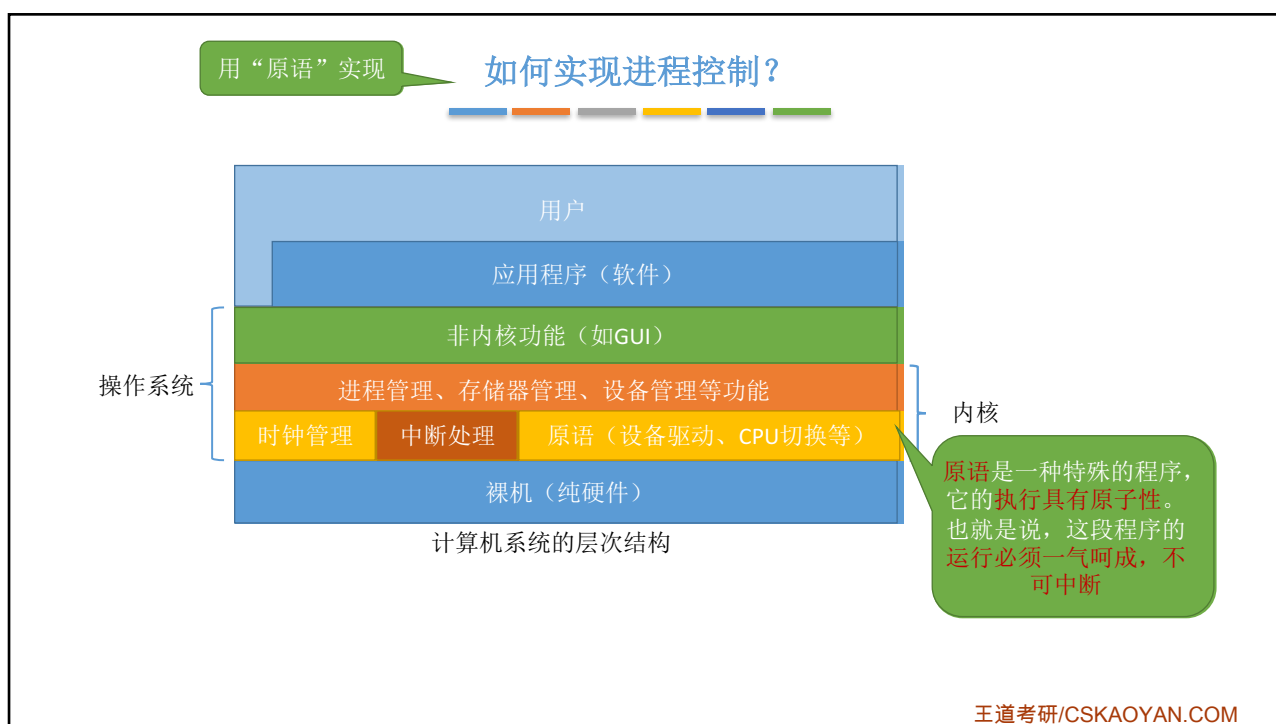 用“原语”实现
如何实现进程控制？
用户
应用程序（软件）
非内核功能（如GUI）
操作系统
进程管理、存储器管理、设备管理等功能
内核
时钟管理
中断处理
原语（设备驱动、CPU切换等）
原语是一种特殊的程序，
它的执行具有原子性。
也就是说，这段程序的
运行必须一气呵成，不
可中断
裸机（纯硬件）
计算机系统的层次结构
王道考研/CSKAOYAN.COM